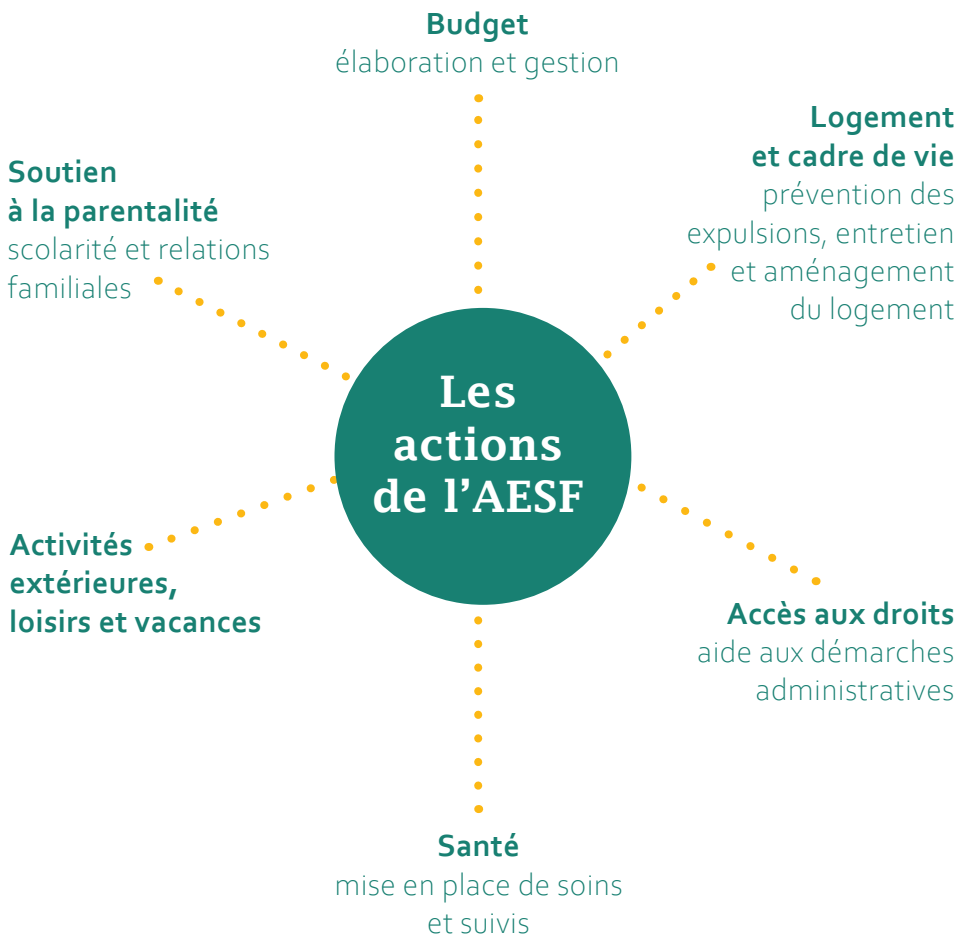 Budget
élaboration et gestion
Logement
et cadre de vie
prévention des
expulsions, entretien
et aménagement
du logement
Soutien
à la parentalité
scolarité et relations
familiales
Les
actions
de l’AESF
Activités
extérieures,
loisirs et vacances
Accès aux droits
aide aux démarches
administratives
Santé
mise en place de soins
et suivis